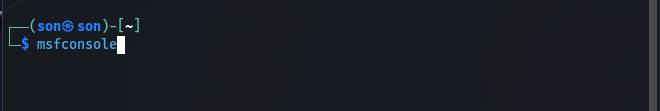 ┌──(son㉿son)-[~]
└─$ msfconsole